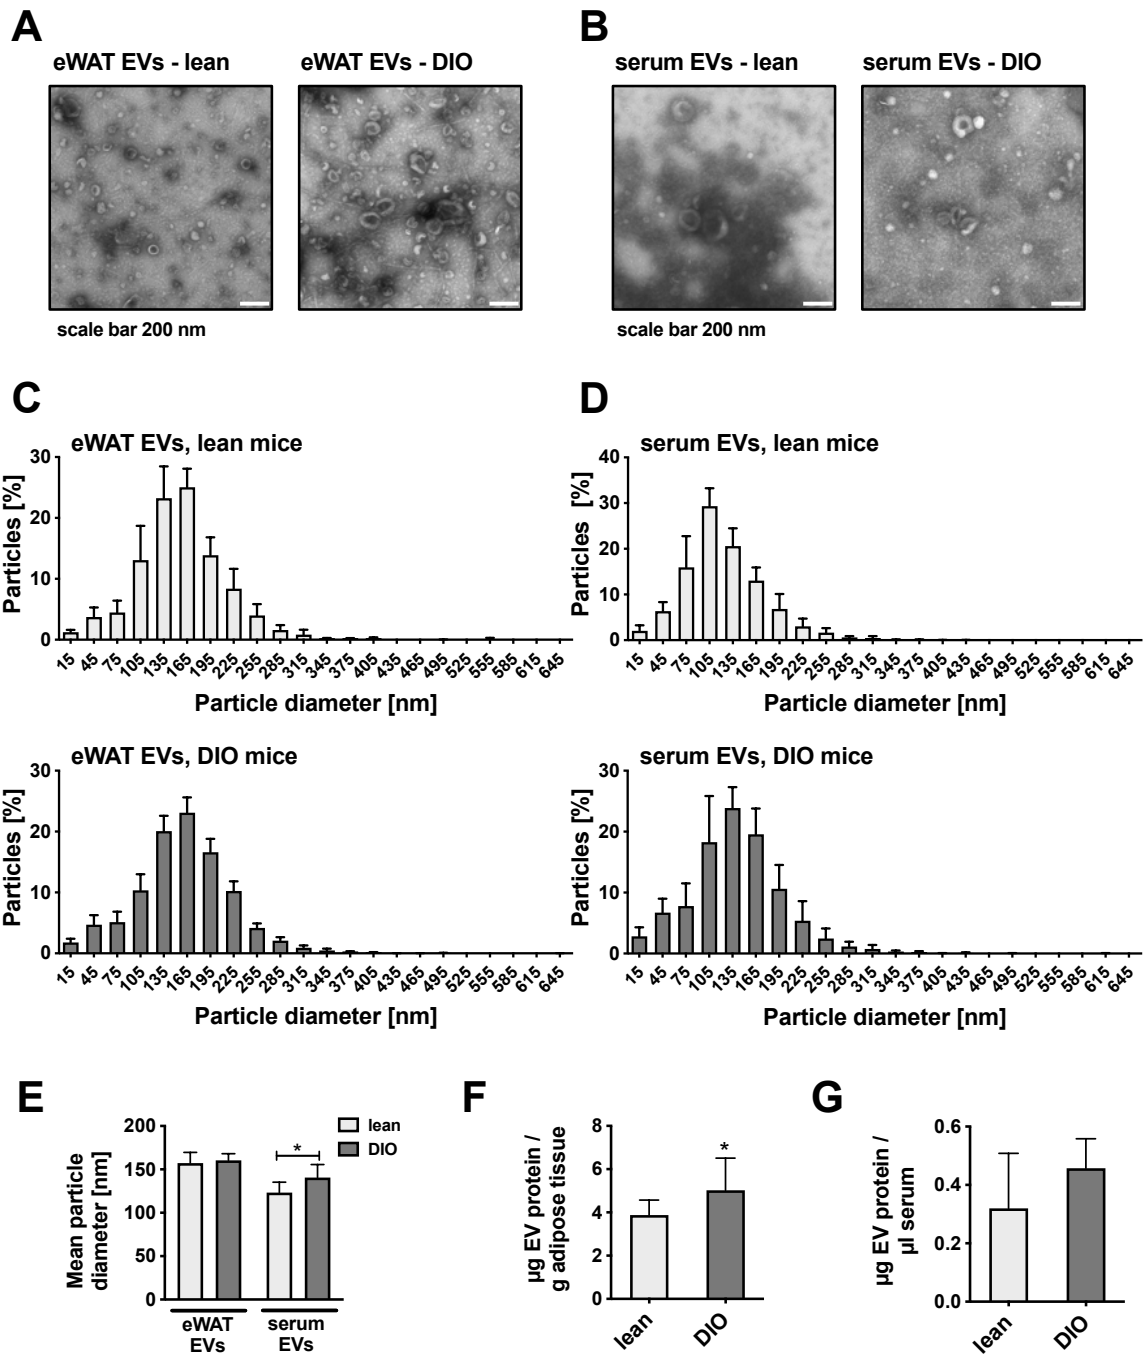 A
eWAT EVs - lean
eWAT EVs - DIO
scale bar 200 nm
B
serum EVs - lean
serum EVs - DIO
scale bar 200 nm
C
eWAT EVs, lean mice
Particles [%]
30
20
10
0
15 45 75 105 135 165 195 225 255 285 315 345 375 405 435 465 495 525 555 585 615 645
Particle diameter [nm]
eWAT EVs, DIO mice
Particles [%]
30
20
10
0
15 45 75 105 135 165 195 225 255 285 315 345 375 405 435 465 495 525 555 585 615 645
Particle diameter [nm]
D
serum EVs, lean mice
Particles [%]
40
30
20
10
0
15 45 75 105 135 165 195 225 255 285 315 345 375 405 435 465 495 525 555 585 615 645
Particle diameter [nm]
serum EVs, DIO mice
Particles [%]
30
20
10
0
15 45 75 105 135 165 195 225 255 285 315 345 375 405 435 465 495 525 555 585 615 645
Particle diameter [nm]
E
Mean particle
diameter [nm]
200
150
100
50
0
*
lean
DIO
eWAT
EVs
serum
EVs
F
µg EV protein /
g adipose tissue
8
6
4
2
0
*
lean
DIO
G
µg EV protein /
µl serum
0.6
0.4
0.2
0.0
lean
DIO